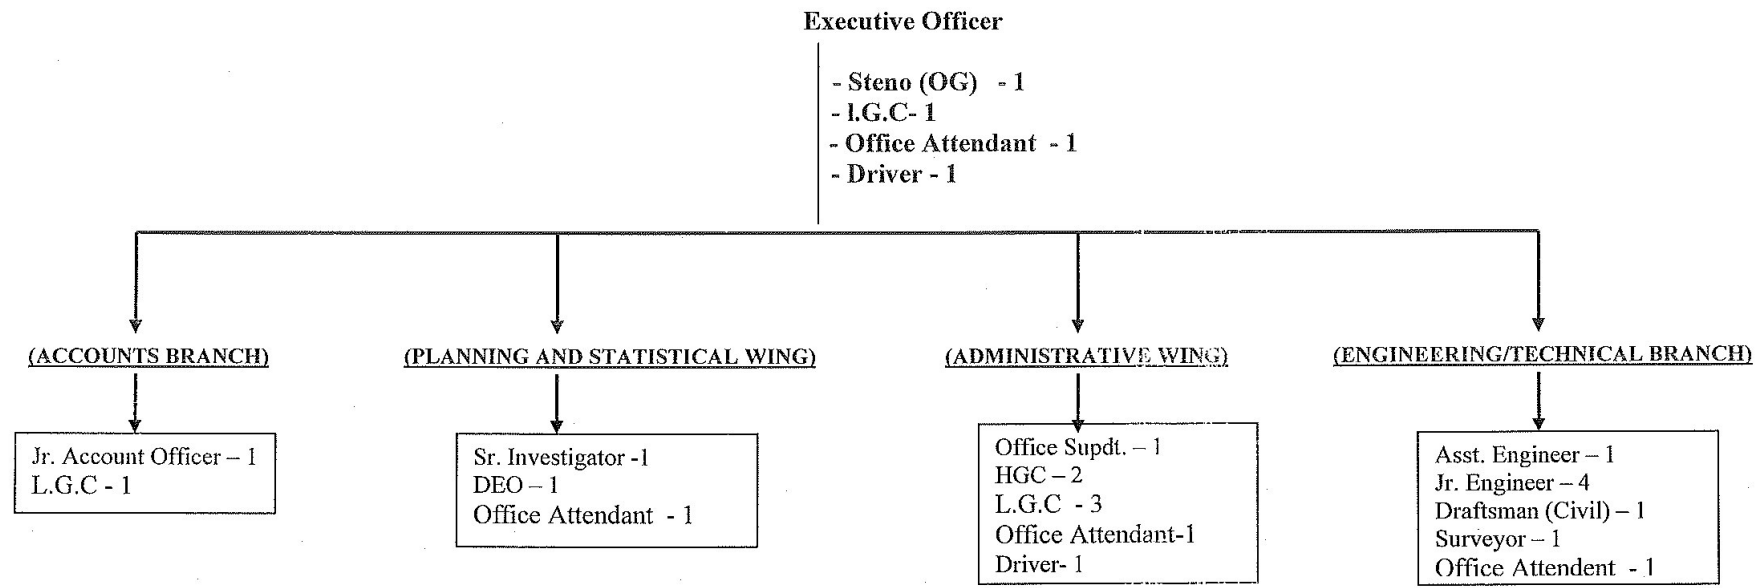 Executive Officer
- Steno (OG) - 1
- l.G.C- 1
- Office Attendant - 1
- Driver - 1
(ACCOUNTS BRANCH)
(PLANNING AND STATISTICAL WING)
(ADMINISTRATIVE WING)
(ENGINEERING/TECHNICAL BRANCH)
Jr. Account Officer – 1
L.G.C - 1
Sr. Investigator -1
DEO – 1
Office Attendant - 1
Office Supdt. – 1
HGC – 2
L.G.C - 3
Office Attendant-1
Driver- 1
Asst. Engineer – 1
Jr. Engineer – 4
Draftsman (Civil) – 1
Surveyor – 1
Office Attendent - 1